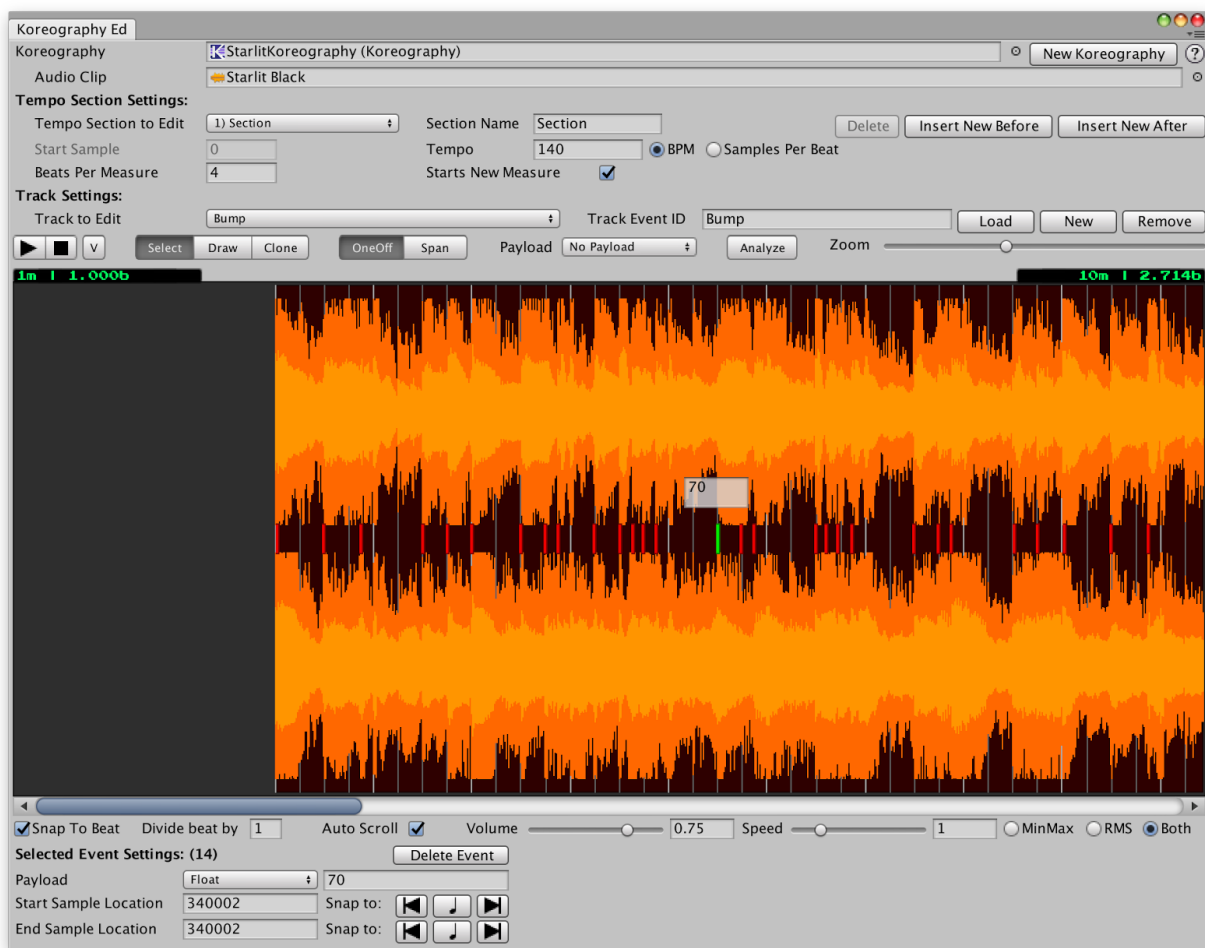 Koreography Ed
Koreography StarlitKoreography (Koreography) New Koreography ?
Audio Clip Starlit Black
Tempo Section Settings:
Tempo Section to Edit 1) Section Section Name Section Delete Insert New Before Insert New After
Start Sample 0 Tempo 140 BPM Samples Per Beat
Beats Per Measure 4 Starts New Measure
Track Settings:
Track to Edit Bump Track Event ID Bump Load New Remove
V Select Draw Clone OneOff Span Payload No Payload Analyze Zoom
1m | 1.000b 10m | 2.714b
70
Snap To Beat Divide beat by 1 Auto Scroll Volume 0.75 Speed 1 MinMax RMS Both
Selected Event Settings: (14) Delete Event
Payload Float 70
Start Sample Location 340002 Snap to:
End Sample Location 340002 Snap to: